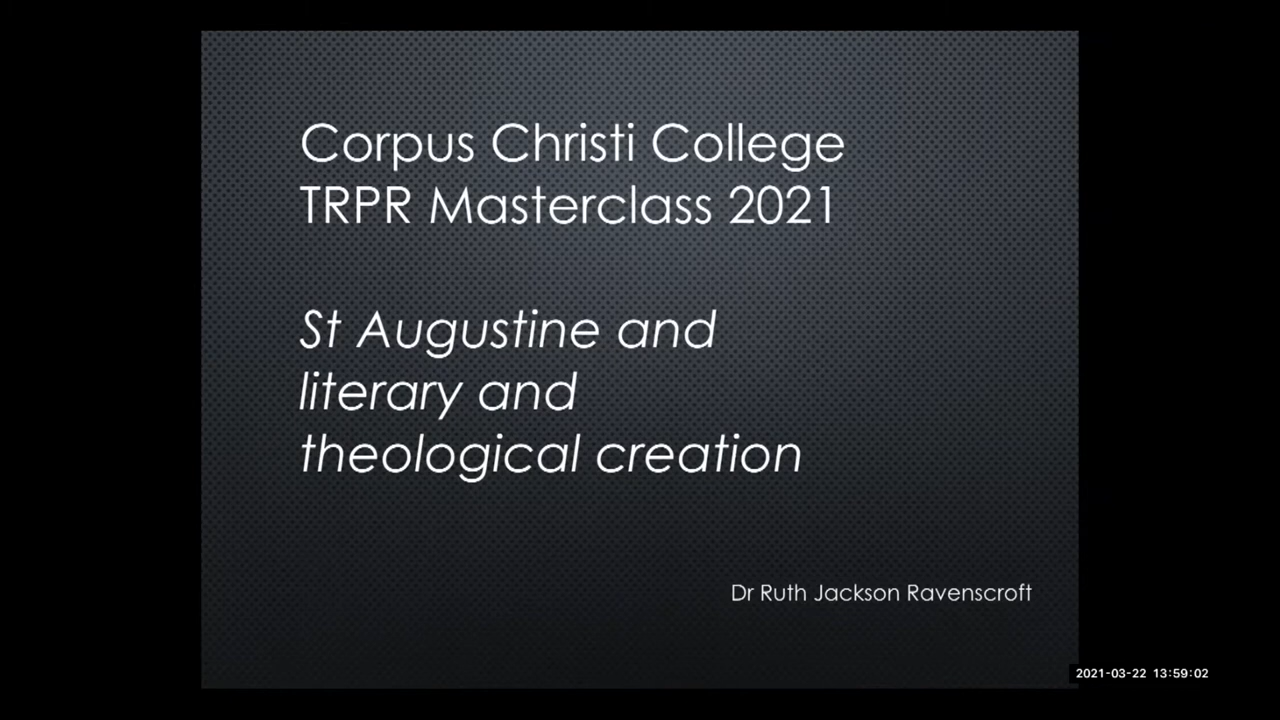 Corpus Christi College
TRPR Masterclass 2021
St Augustine and
literary and
theological creation
Dr Ruth Jackson Ravenscroft
2021-03-22 13:59:02